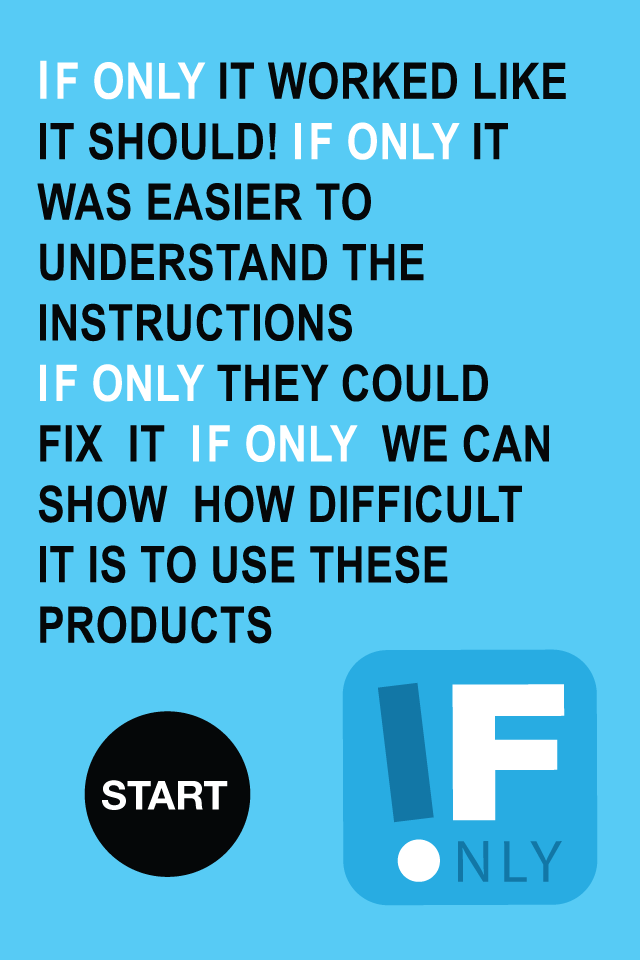 IF ONLY IT WORKED LIKE
IT SHOULD! IF ONLY IT
WAS EASIER TO
UNDERSTAND THE
INSTRUCTIONS
IF ONLY THEY COULD
FIX IT IF ONLY WE CAN
SHOW HOW DIFFICULT
IT IS TO USE THESE
PRODUCTS
START
!F
ONLY